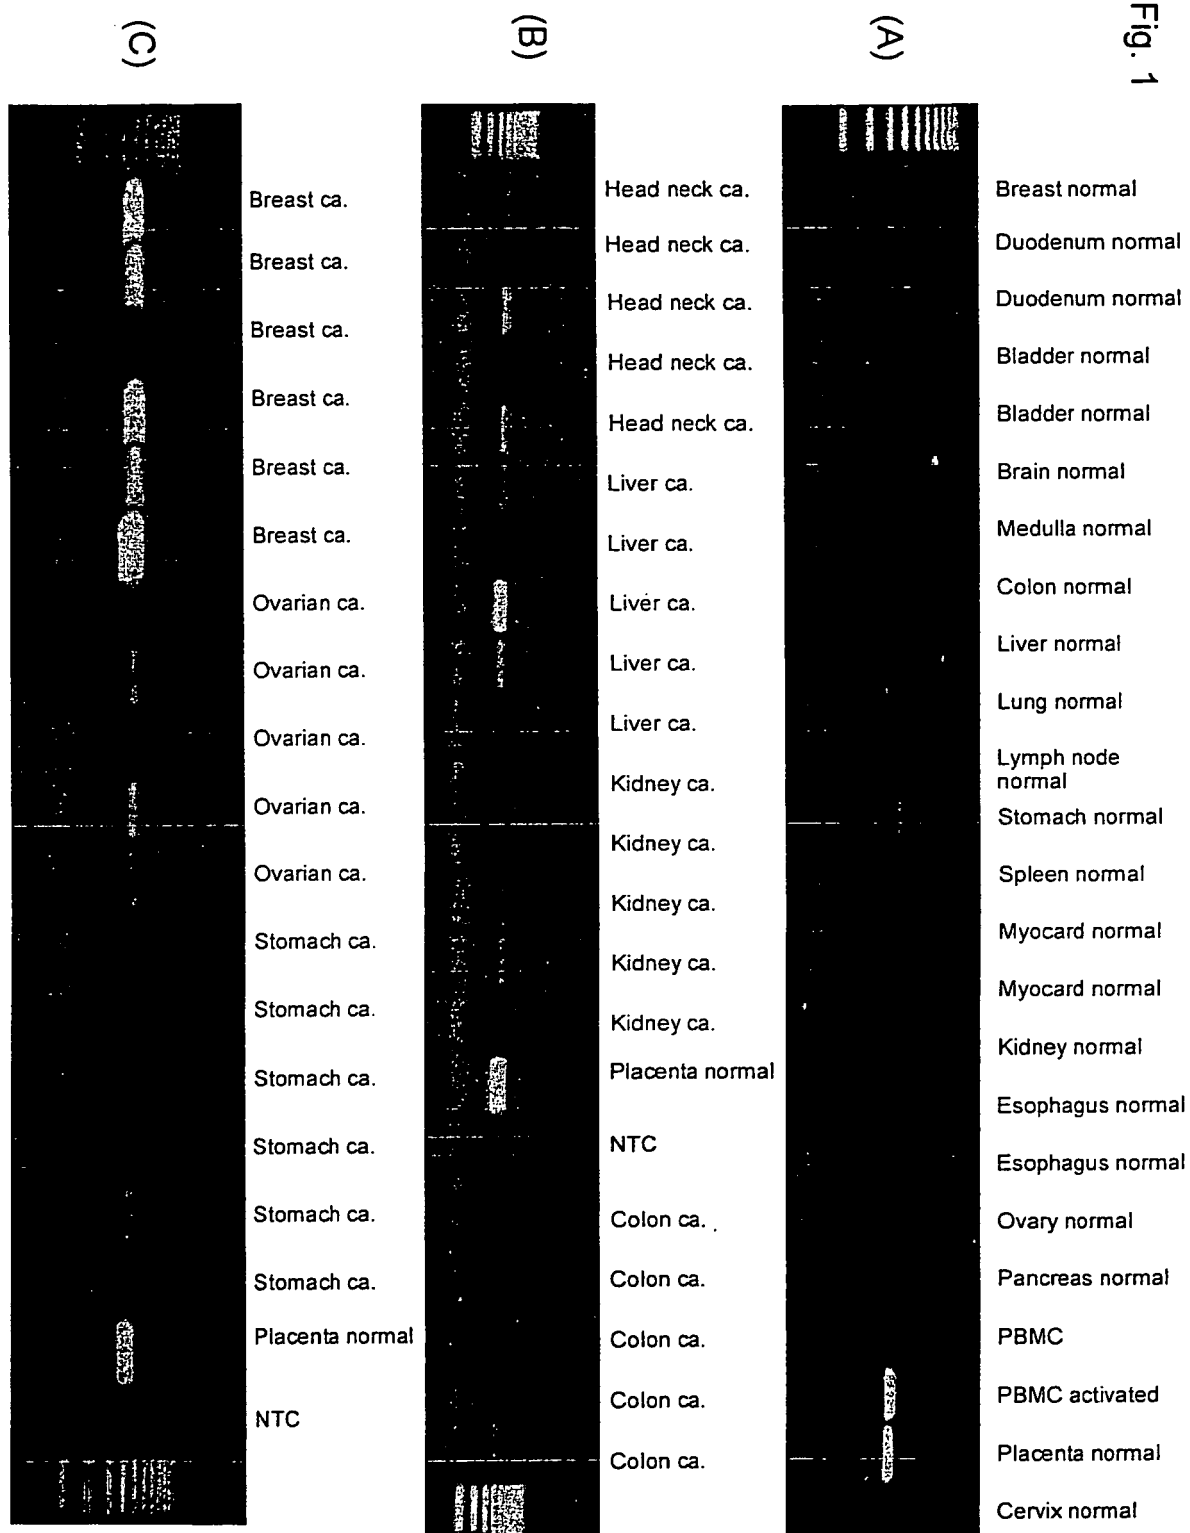 Fig. 1
(A)
Breast normal
Duodenum normal
Duodenum normal
Bladder normal
Bladder normal
Brain normal
Medulla normal
Colon normal
Liver normal
Lung normal
Lymph node
normal
Stomach normal
Spleen normal
Myocard normal
Myocard normal
Kidney normal
Esophagus normal
Esophagus normal
Ovary normal
Pancreas normal
PBMC
PBMC activated
Placenta normal
Cervix normal
(B)
Head neck ca.
Head neck ca.
Head neck ca.
Head neck ca.
Head neck ca.
Liver ca.
Liver ca.
Liver ca.
Liver ca.
Liver ca.
Kidney ca.
Kidney ca.
Kidney ca.
Kidney ca.
Kidney ca.
Placenta normal
NTC
Colon ca.
Colon ca.
Colon ca.
Colon ca.
Colon ca.
(C)
Breast ca.
Breast ca.
Breast ca.
Breast ca.
Breast ca.
Breast ca.
Ovarian ca.
Ovarian ca.
Ovarian ca.
Ovarian ca.
Ovarian ca.
Stomach ca.
Stomach ca.
Stomach ca.
Stomach ca.
Stomach ca.
Stomach ca.
Placenta normal
NTC